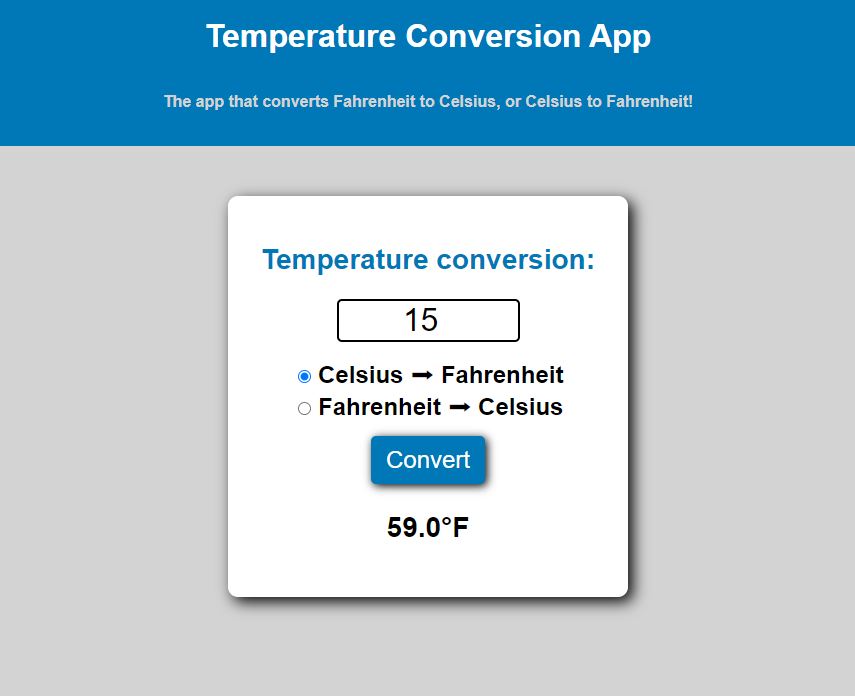 Temperature Conversion App
The app that converts Fahrenheit to Celsius, or Celsius to Fahrenheit!
Temperature conversion:
15
Celsius ➞ Fahrenheit
Fahrenheit ➞ Celsius
Convert
59.0°F